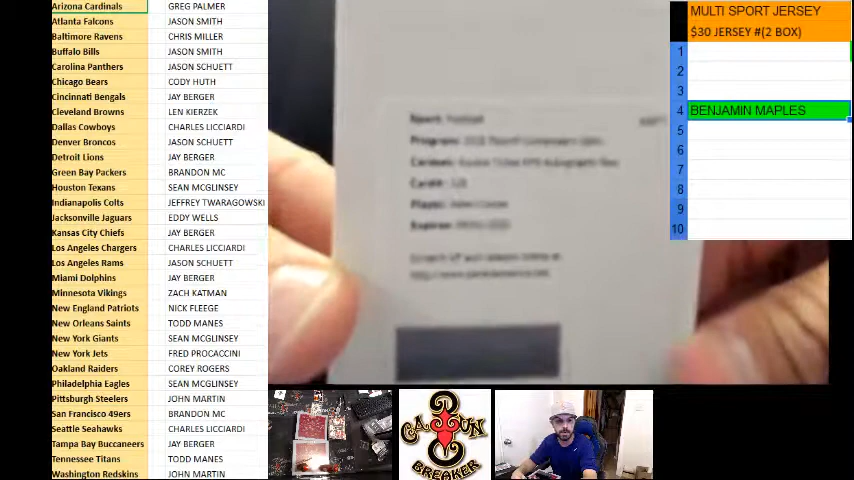 Arizona Cardinals GREG PALMER
Atlanta Falcons JASON SMITH
Baltimore Ravens CHRIS MILLER
Buffalo Bills JASON SMITH
Carolina Panthers JASON SCHUETT
Chicago Bears CODY HUTH
Cincinnati Bengals JAY BERGER
Cleveland Browns LEN KIERZEK
Dallas Cowboys CHARLES LICCIARDI
Denver Broncos JASON SCHUETT
Detroit Lions JAY BERGER
Green Bay Packers BRANDON MC
Houston Texans SEAN MCGLINSEY
Indianapolis Colts JEFFREY TWARAGOWSKI
Jacksonville Jaguars EDDY WELLS
Kansas City Chiefs JAY BERGER
Los Angeles Chargers CHARLES LICCIARDI
Los Angeles Rams JASON SCHUETT
Miami Dolphins JAY BERGER
Minnesota Vikings ZACH KATMAN
New England Patriots NICK FLEEGE
New Orleans Saints TODD MANES
New York Giants SEAN MCGLINSEY
New York Jets FRED PROCACCINI
Oakland Raiders COREY ROGERS
Philadelphia Eagles SEAN MCGLINSEY
Pittsburgh Steelers JOHN MARTIN
San Francisco 49ers BRANDON MC
Seattle Seahawks CHARLES LICCIARDI
Tampa Bay Buccaneers JAY BERGER
Tennessee Titans TODD MANES
Washington Redskins JOHN MARTIN
Sport: Football
Program:
Card#:
Player:
Expires:
MULTI SPORT JERSEY
$30 JERSEY #(2 BOX)
1
2
3
4 BENJAMIN MAPLES
5
6
7
8
9
10
CAJUN
BREAKER